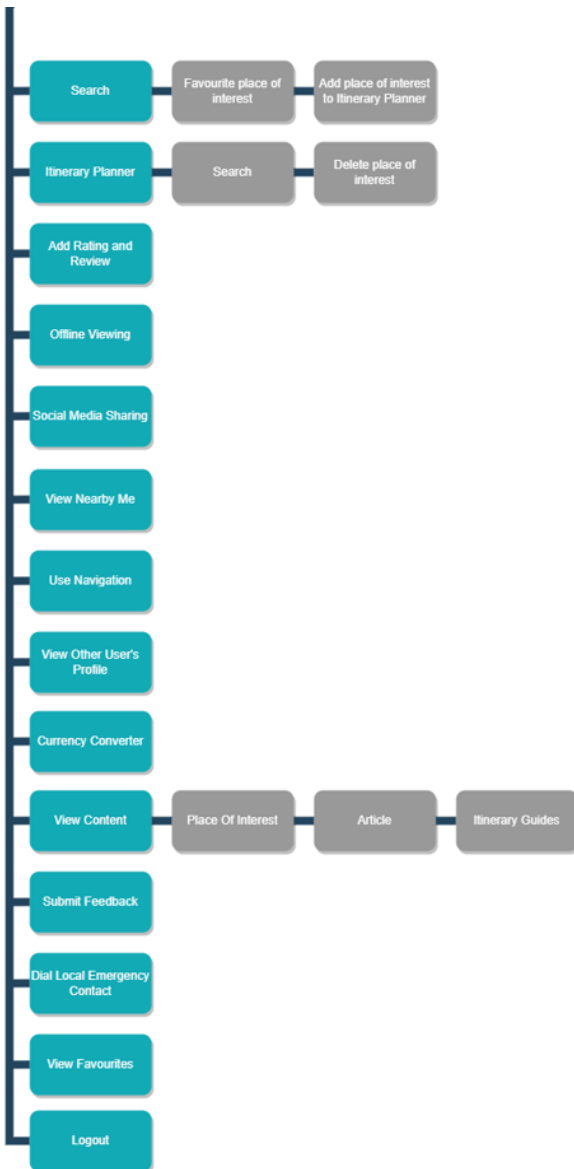 Search
Favourite place of
interest
Add place of interest
to Itinerary Planner
Itinerary Planner
Search
Delete place of
interest
Add Rating and
Review
Offline Viewing
Social Media Sharing
View Nearby Me
Use Navigation
View Other User's
Profile
Currency Converter
View Content
Place Of Interest
Article
Itinerary Guides
Submit Feedback
Dial Local Emergency
Contact
View Favourites
Logout